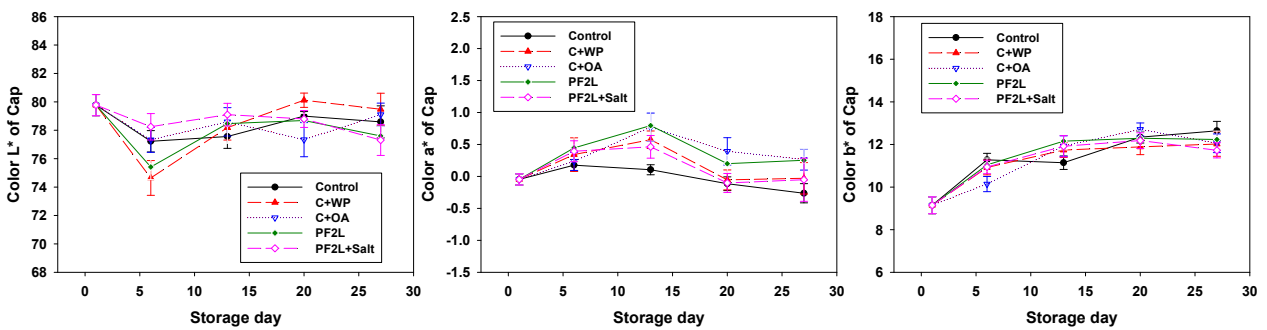 Color L* of Cap
86
84
82
80
78
76
74
72
70
68
0
5
10
15
20
25
30
Storage day
Control
C+WP
C+OA
PF2L
PF2L+Salt
Color a* of Cap
2.5
2.0
1.5
1.0
0.5
0.0
-0.5
-1.0
-1.5
0
5
10
15
20
25
30
Storage day
Control
C+WP
C+OA
PF2L
PF2L+Salt
Color b* of Cap
18
16
14
12
10
8
6
0
5
10
15
20
25
30
Storage day
Control
C+WP
C+OA
PF2L
PF2L+Salt